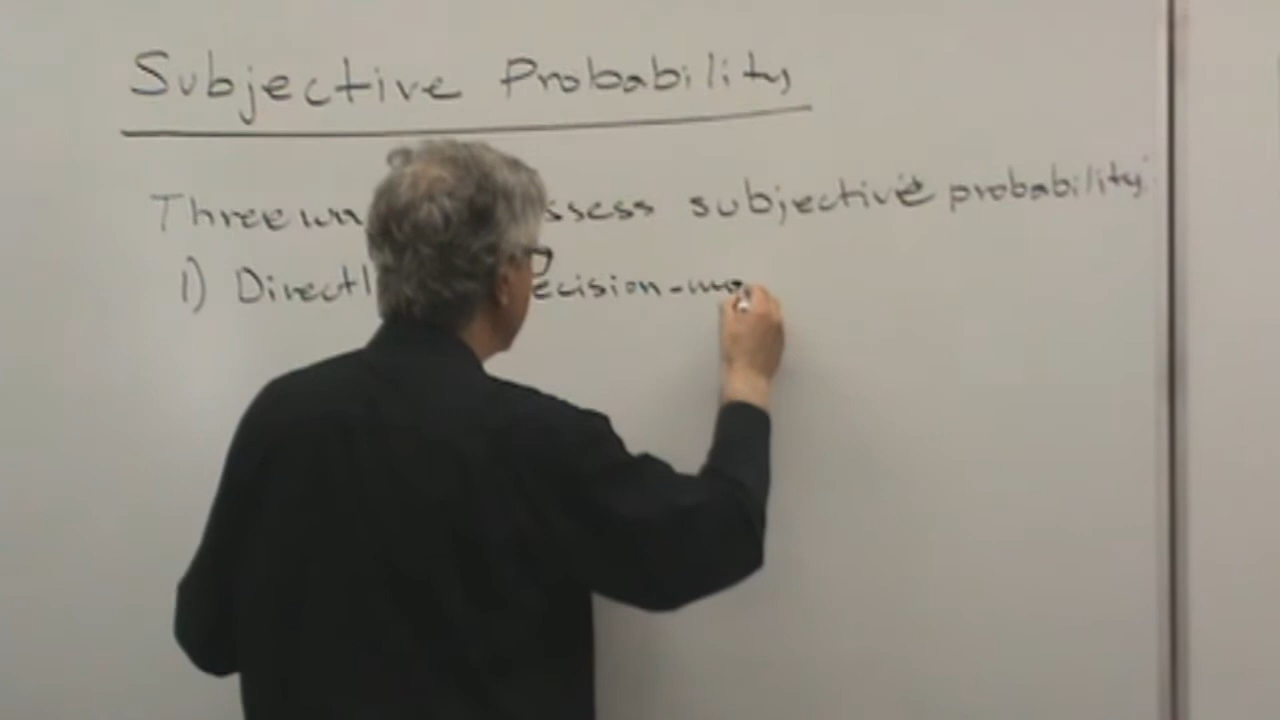 Subjective Probability
Three ssess subjective probability:
1) Directl ecision-ma